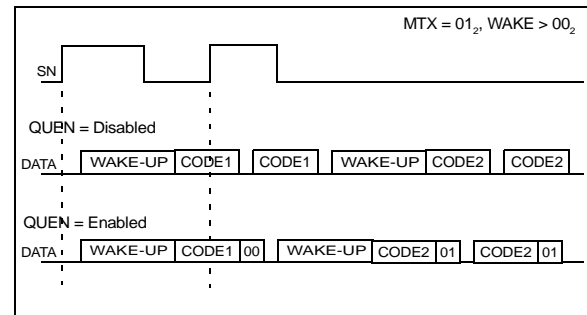 MTX = 01₂, WAKE > 00₂
SN
QUEN = Disabled
DATA WAKE-UP CODE1 CODE1 WAKE-UP CODE2 CODE2
QUEN = Enabled
DATA WAKE-UP CODE1 00 WAKE-UP CODE2 01 CODE2 01